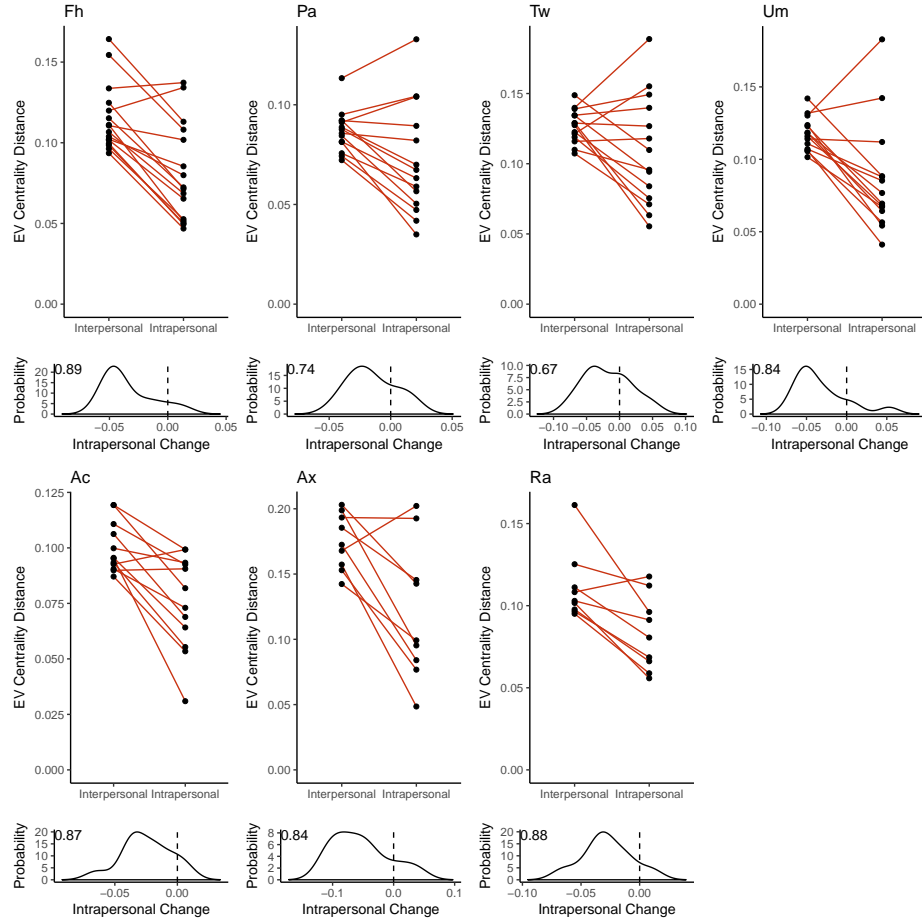 Fh Pa Tw Um
EV Centrality Distance
0.15
0.10
0.05
0.00
Interpersonal Intrapersonal
EV Centrality Distance
0.10
0.05
0.00
Interpersonal Intrapersonal
EV Centrality Distance
0.20
0.15
0.10
0.05
0.00
Interpersonal Intrapersonal
EV Centrality Distance
0.15
0.10
0.05
0.00
Interpersonal Intrapersonal
Probability
20
15
10
5
0
0.89
−0.05 0.00 0.05
Intrapersonal Change
Probability
15
10
5
0
0.74
−0.05 0.00 0.05
Intrapersonal Change
Probability
10.0
7.5
5.0
2.5
0.0
0.67
−0.10 −0.05 0.00 0.05 0.10
Intrapersonal Change
Probability
15
10
5
0
0.84
−0.10 −0.05 0.00 0.05
Intrapersonal Change
Ac Ax Ra
EV Centrality Distance
0.125
0.100
0.075
0.050
0.025
0.000
Interpersonal Intrapersonal
EV Centrality Distance
0.20
0.15
0.10
0.05
0.00
Interpersonal Intrapersonal
EV Centrality Distance
0.15
0.10
0.05
0.00
Interpersonal Intrapersonal
Probability
20
15
10
5
0
0.87
−0.05 0.00
Intrapersonal Change
Probability
8
6
4
2
0
0.84
−0.1 0.0 0.1
Intrapersonal Change
Probability
20
15
10
5
0
0.88
−0.10 −0.05 0.00
Intrapersonal Change